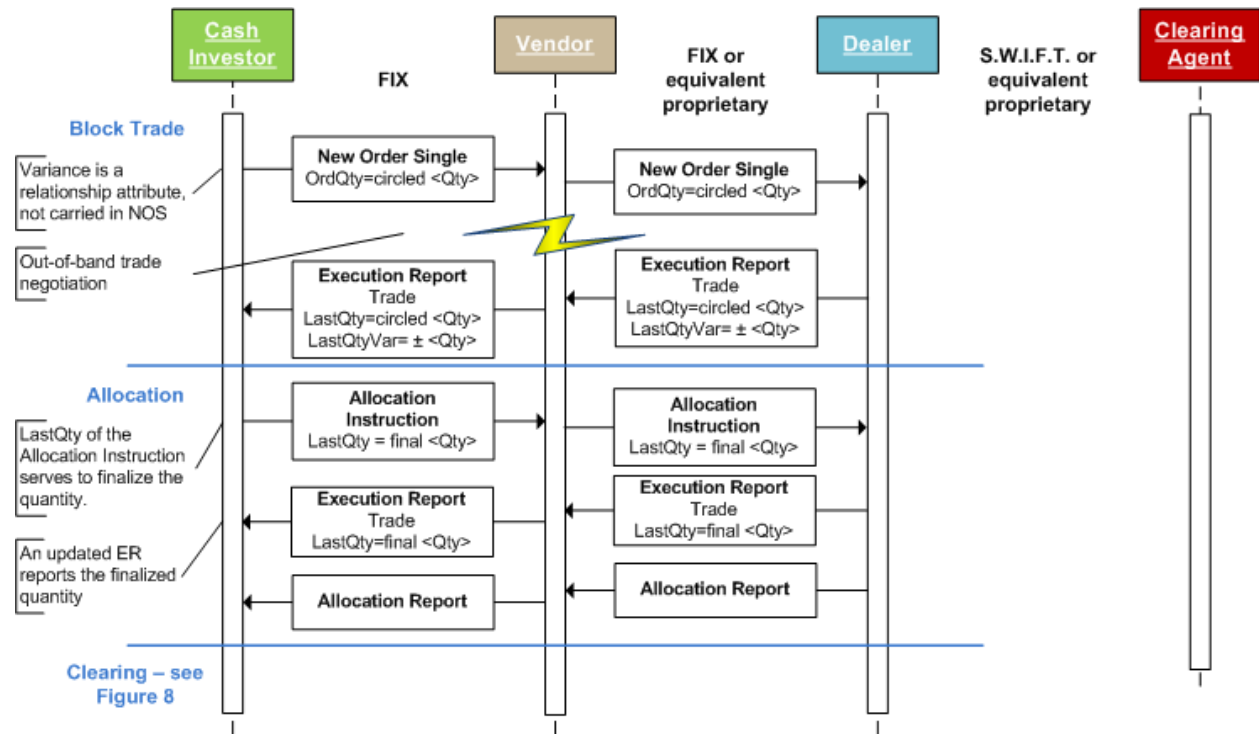 Cash
Investor
Vendor
Dealer
Clearing
Agent
FIX
FIX or
equivalent
proprietary
S.W.I.F.T. or
equivalent
proprietary
Block Trade
Variance is a
relationship attribute,
not carried in NOS
New Order Single
OrdQty=circled <Qty>
New Order Single
OrdQty=circled <Qty>
Out-of-band trade
negotiation
Execution Report
Trade
LastQty=circled <Qty>
LastQtyVar= ± <Qty>
Execution Report
Trade
LastQty=circled <Qty>
LastQtyVar= ± <Qty>
Allocation
LastQty of the
Allocation Instruction
serves to finalize the
quantity.
Allocation
Instruction
LastQty = final <Qty>
Allocation
Instruction
LastQty = final <Qty>
An updated ER
reports the finalized
quantity
Execution Report
Trade
LastQty=final <Qty>
Execution Report
Trade
LastQty=final <Qty>
Allocation Report
Allocation Report
Clearing – see
Figure 8